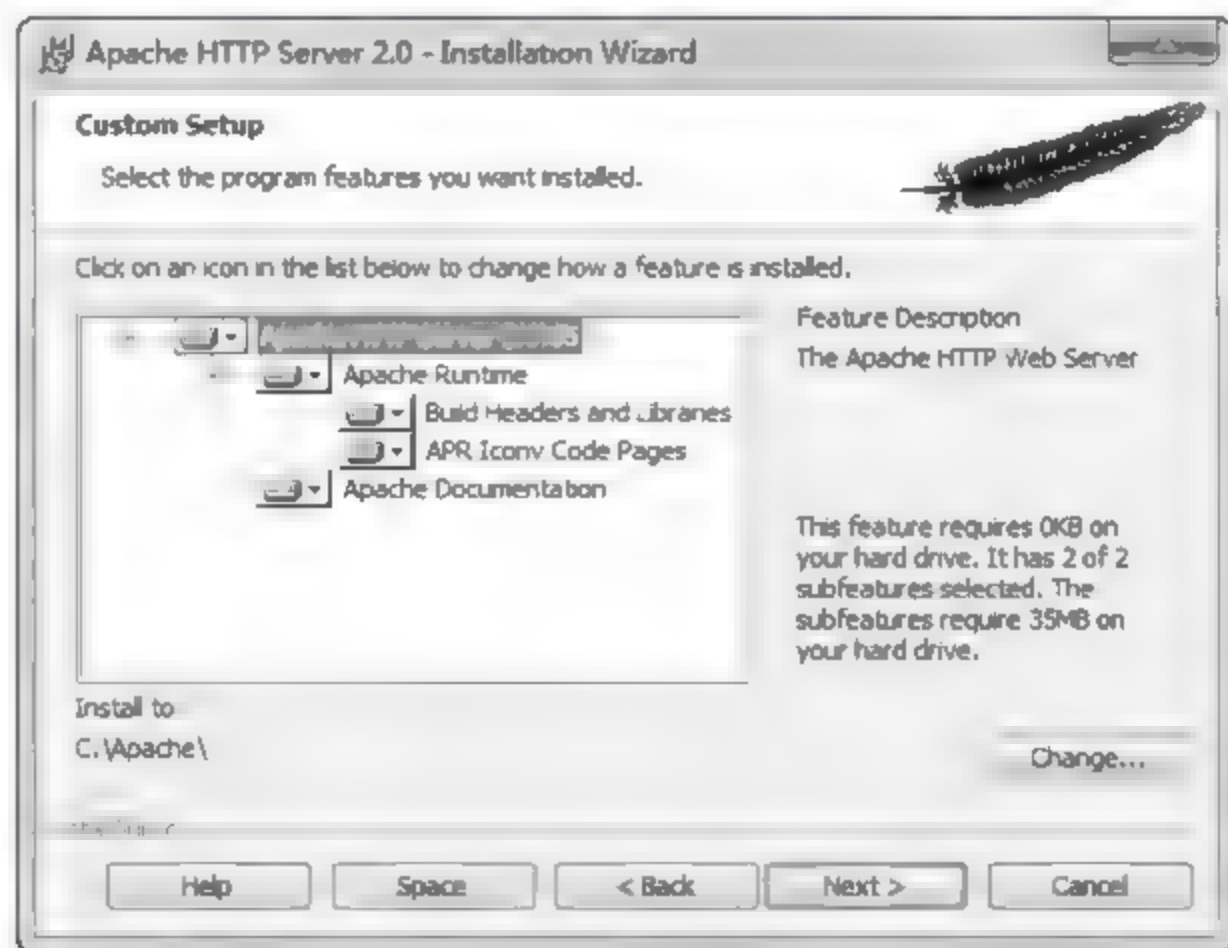 Apache HTTP Server 2.0 - Installation Wizard
Custom Setup
Select the program features you want installed.
Click on an icon in the list below to change how a feature is installed.
Apache Runtime
Build Headers and Libraries
APR Iconv Code Pages
Apache Documentation
Feature Description
The Apache HTTP Web Server
This feature requires 0KB on
your hard drive. It has 2 of 2
subfeatures selected. The
subfeatures require 35MB on
your hard drive.
Install to
C:\Apache\
Change...
Help
Space
< Back
Next >
Cancel